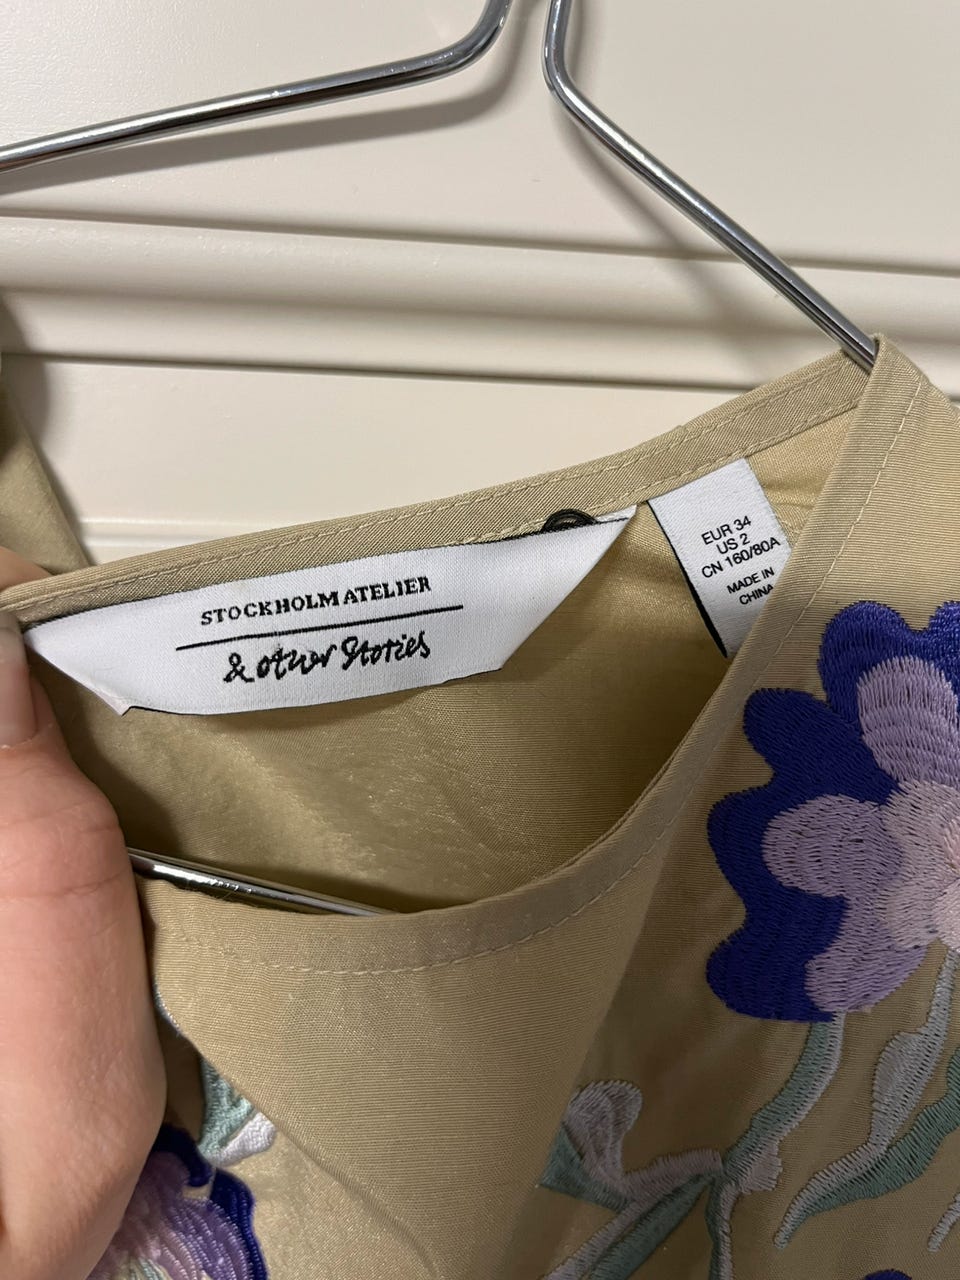 STOCKHOLM ATELIER
& other Stories
EUR 34
US 2
CN 160/80A
MADE IN
CHINA